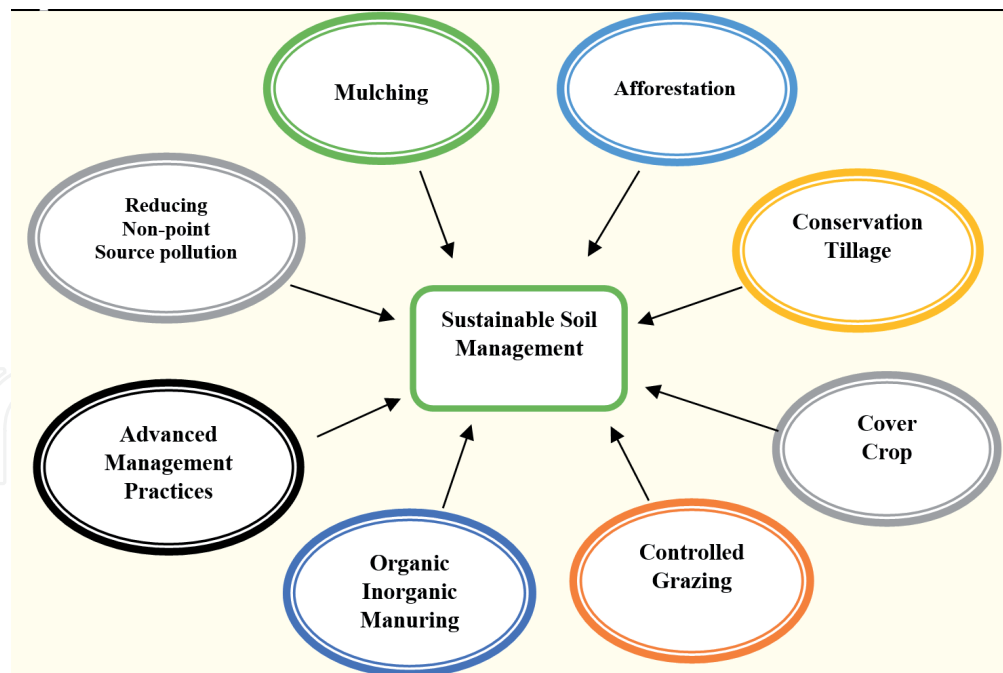 Mulching
Afforestation
Reducing
Non-point
Source pollution
Conservation
Tillage
Sustainable Soil
Management
Advanced
Management
Practices
Cover
Crop
Organic
Inorganic
Manuring
Controlled
Grazing